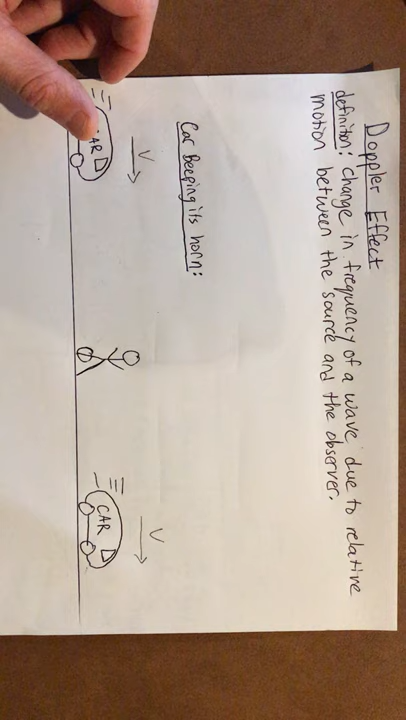 Doppler Effect
definition: change in frequency of a wave due to relative
motion between the source and the observer.
Car Beeping its horn:
V
V
CAR